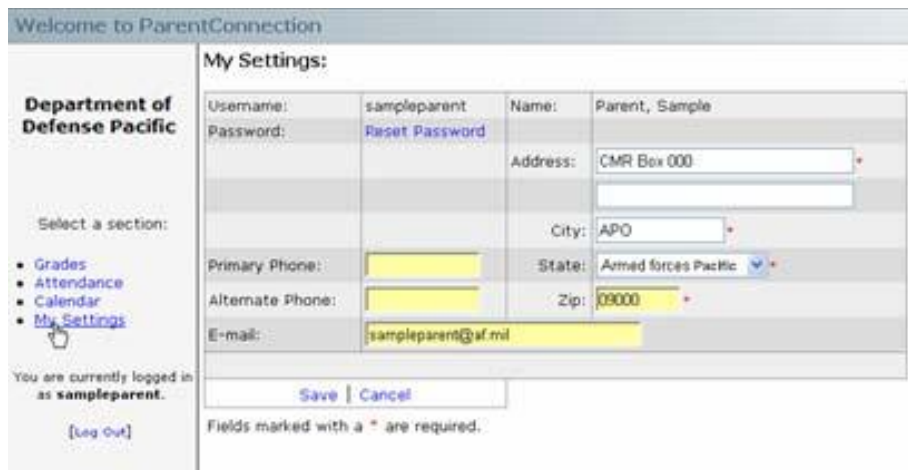 Welcome to ParentConnection
My Settings:
Department of
Defense Pacific
Select a section:
• Grades
• Attendance
• Calendar
• My Settings
You are currently logged in
as sampleparent.
[Log Out]
Username: sampleparent Name: Parent, Sample
Password: Reset Password
Address: CMR Box 000 *
City: APO *
Primary Phone: State: Armed forces Pacific *
Alternate Phone: Zip: 09000 *
E-mail: sampleparent@af.mil
Save | Cancel
Fields marked with a * are required.